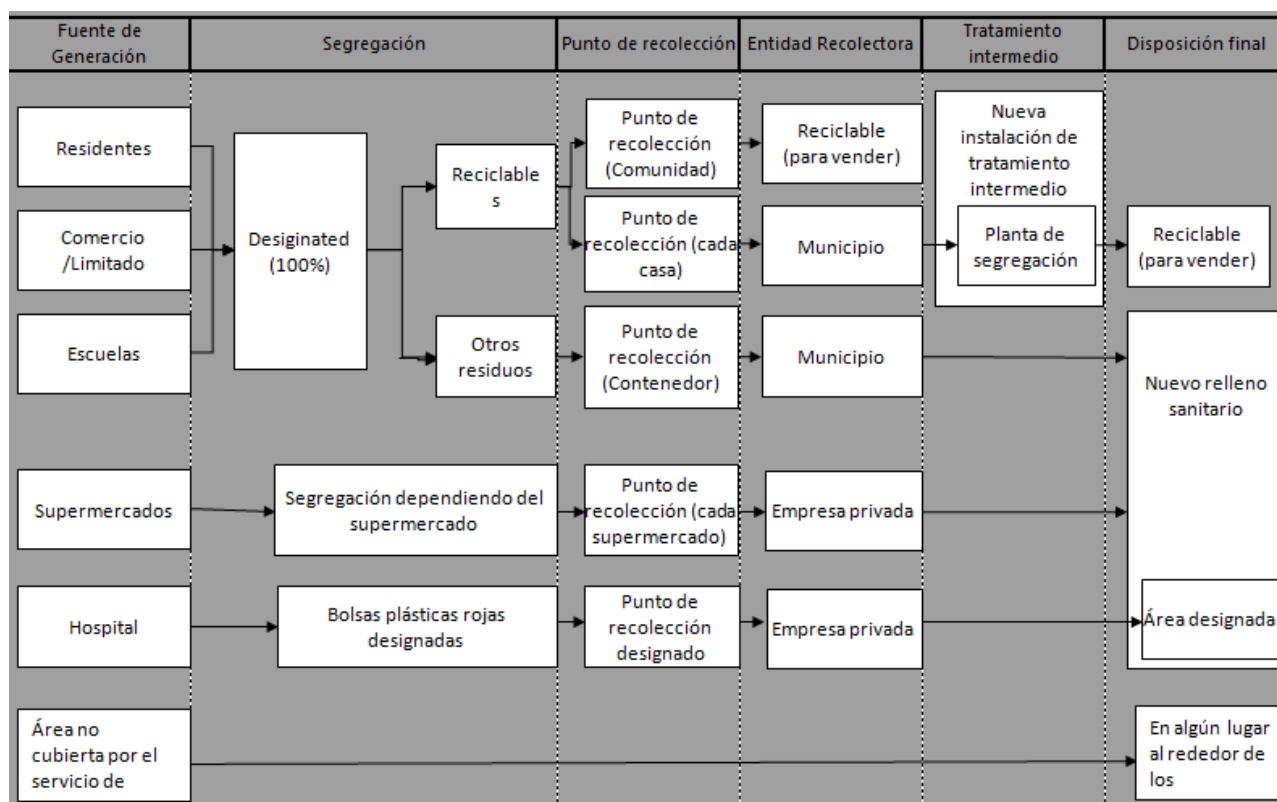 Fuente de
Generación
Segregación
Punto de recolección
Entidad Recolectora
Tratamiento
intermedio
Disposición final
Residentes
Comercio
/Limitado
Escuelas
Desiginated
(100%)
Reciclable
s
Otros
residuos
Punto de
recolección
(Comunidad)
Punto de
recolección (cada
casa)
Punto de
recolección
(Contenedor)
Reciclable
(para vender)
Municipio
Municipio
Nueva
instalación de
tratamiento
intermedio
Planta de
segregación
Reciclable
(para vender)
Nuevo relleno
sanitario
Supermercados
Segregación dependiendo del
supermercado
Punto de
recolección (cada
supermercado)
Empresa privada
Hospital
Bolsas plásticas rojas
designadas
Punto de
recolección
designado
Empresa privada
Área designada
Área no
cubierta por el
servicio de
En algún lugar
al rededor de
los